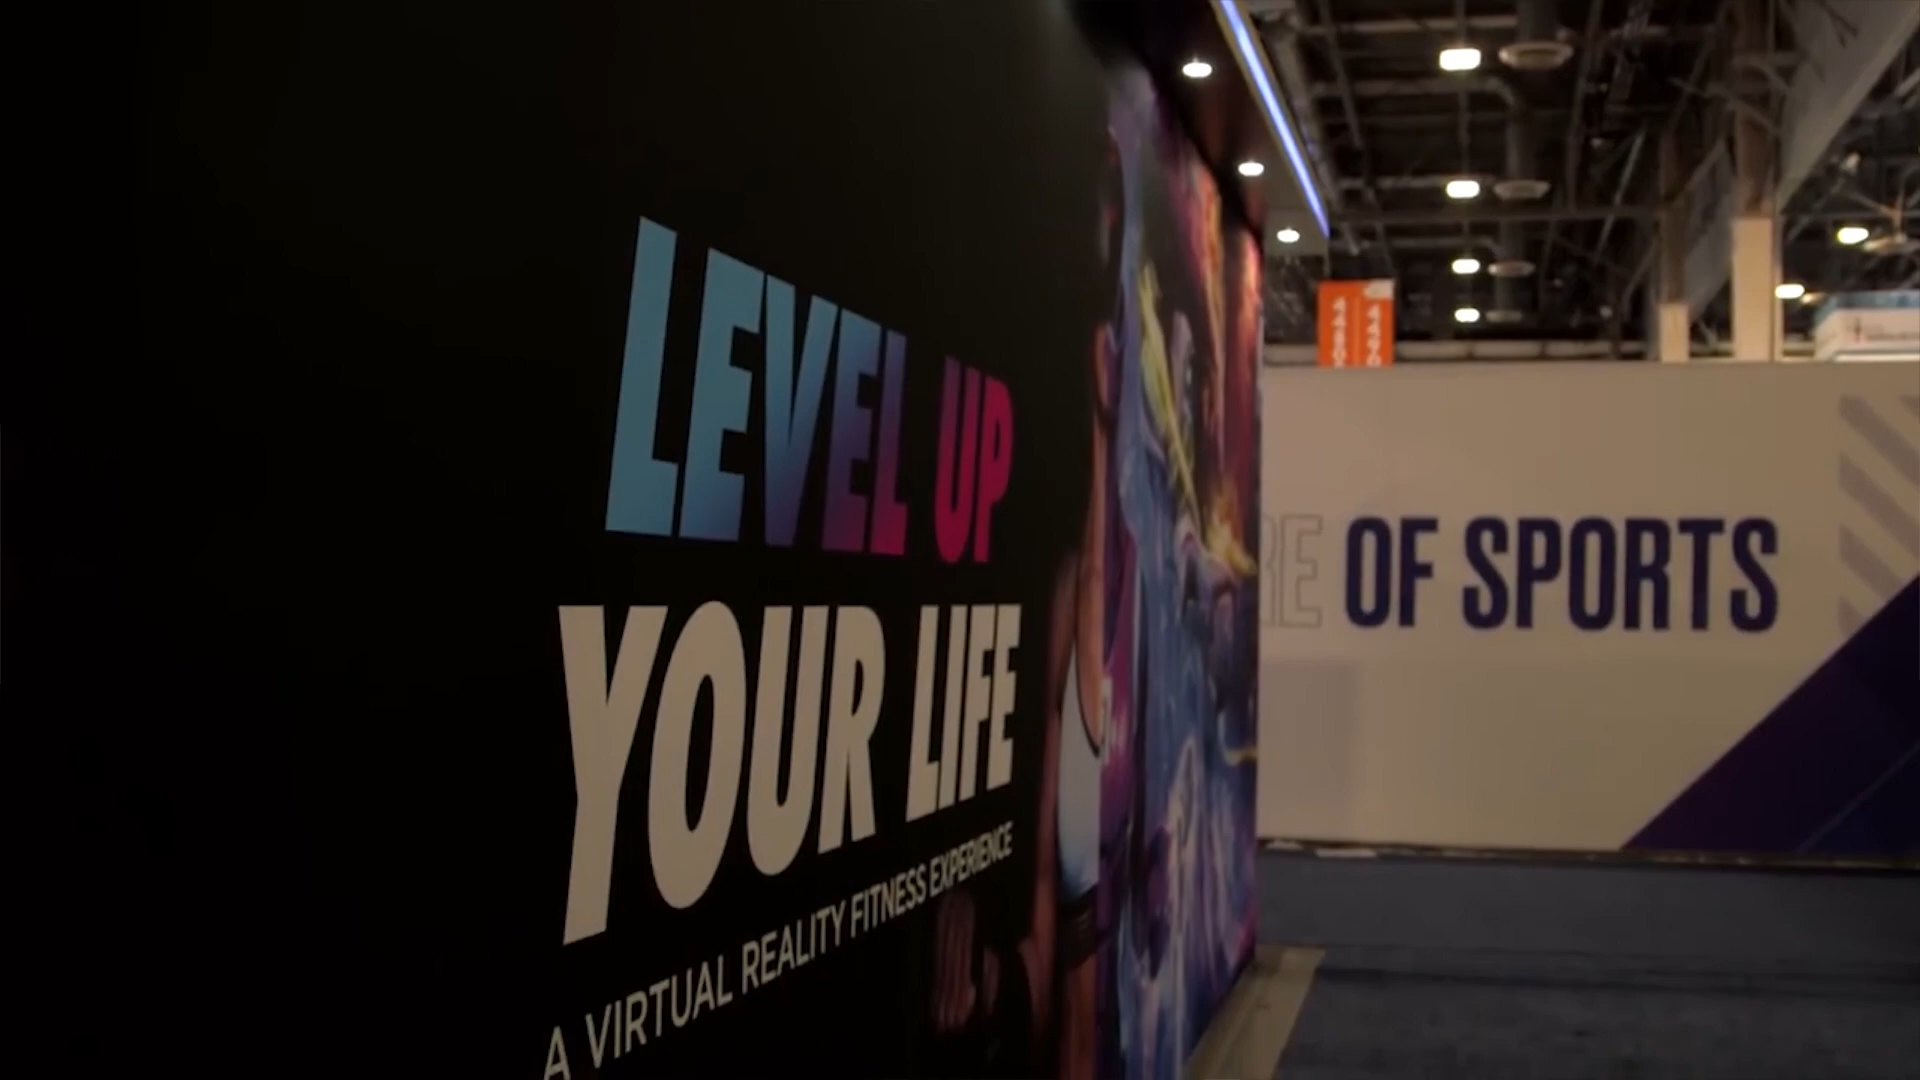 LEVEL UP
YOUR LIFE
A VIRTUAL REALITY FITNESS EXPERIENCE
OF SPORTS